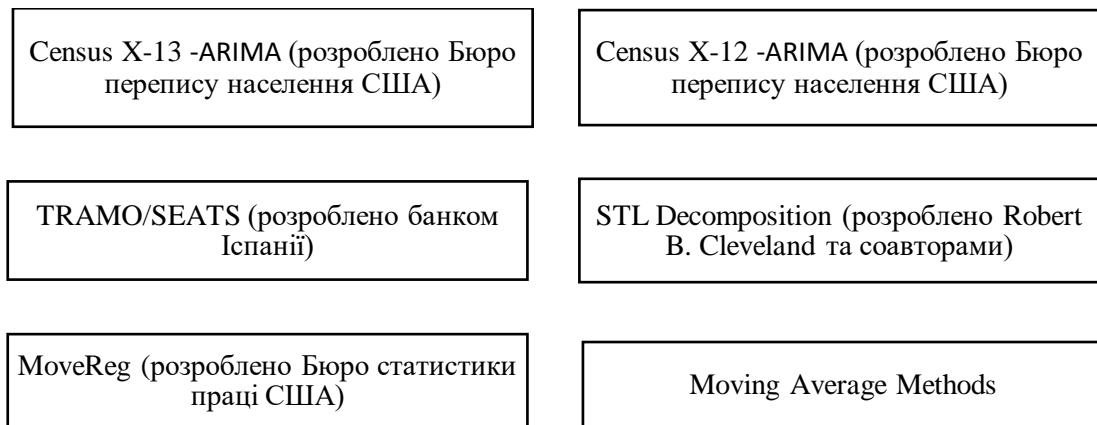 Census X-13 -ARIMA (розроблено Бюро
перепису населення США)
Census X-12 -ARIMA (розроблено Бюро
перепису населення США)
TRAMO/SEATS (розроблено банком
Іспанії)
STL Decomposition (розроблено Robert
B. Cleveland та соавторами)
MoveReg (розроблено Бюро статистики
праці США)
Moving Average Methods